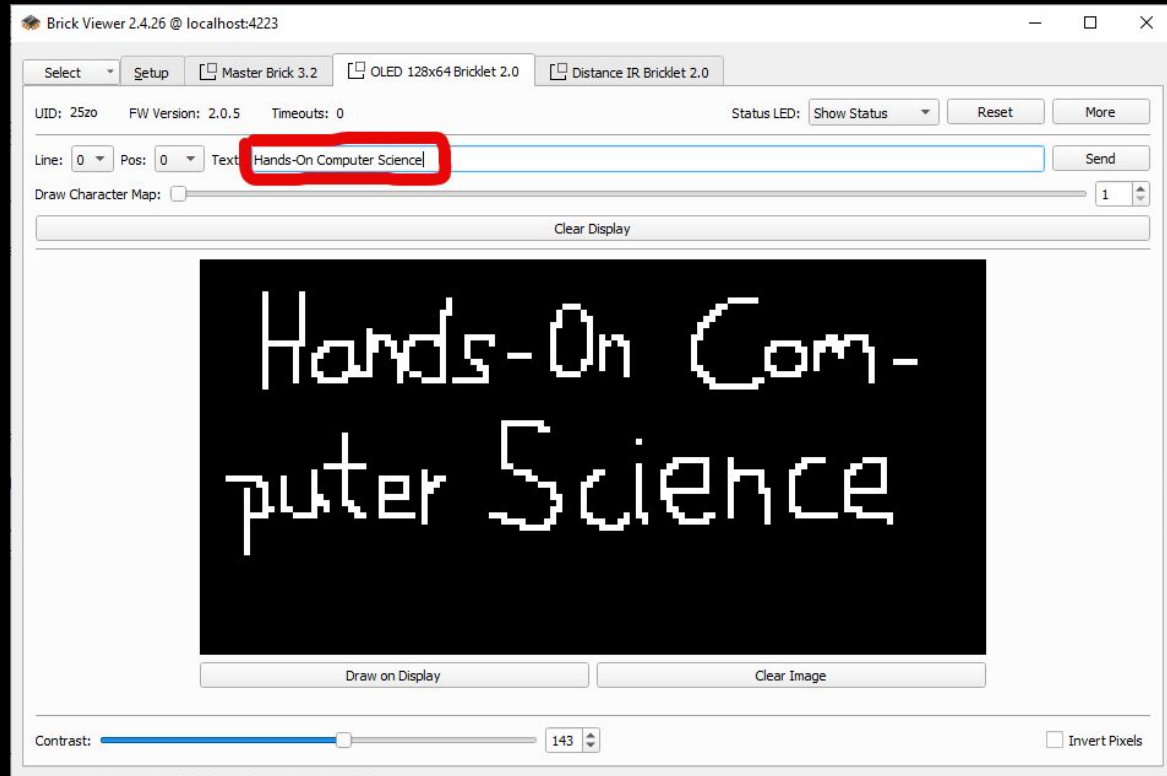 Brick Viewer 2.4.26 @ localhost:4223
Select Setup Master Brick 3.2 OLED 128x64 Bricklet 2.0 Distance IR Bricklet 2.0
UID: 25zo FW Version: 2.0.5 Timeouts: 0 Status LED: Show Status Reset More
Line: 0 Pos: 0 Text Hands-On Computer Science Send
Draw Character Map: 1
Clear Display
Hands-On Com-
puter Science
Draw on Display Clear Image
Contrast: 143 Invert Pixels